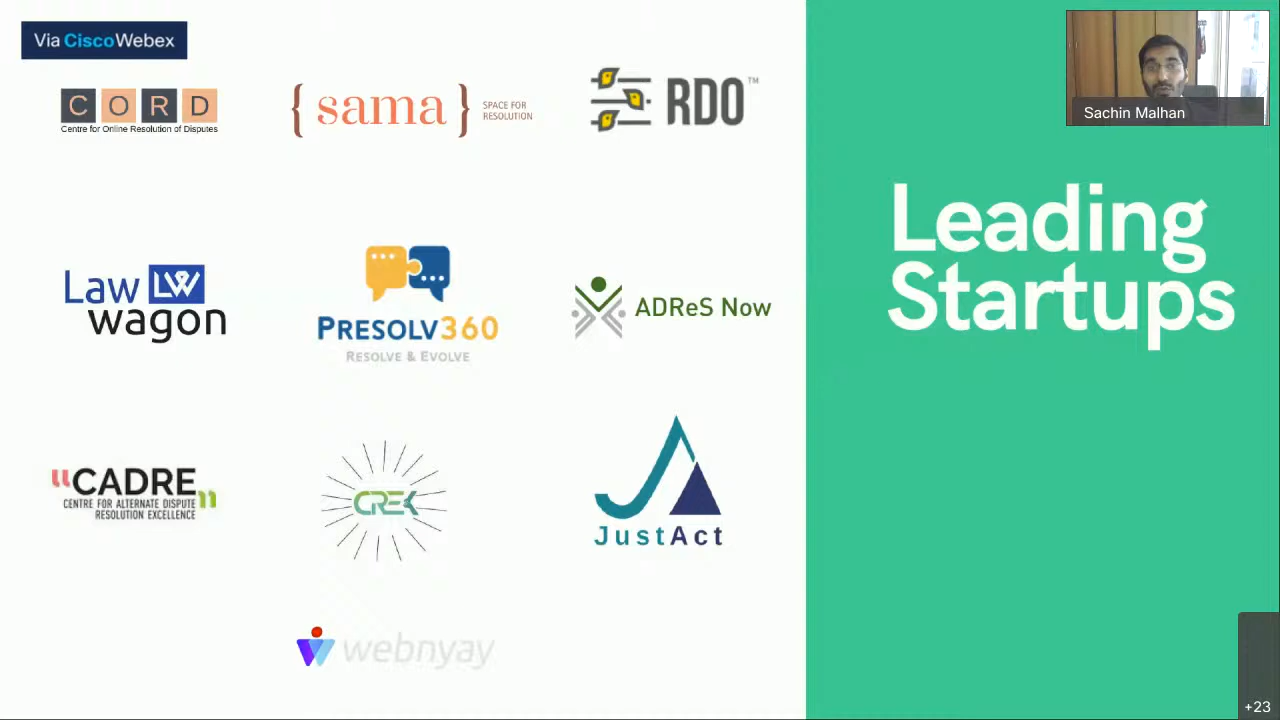 Via CiscoWebex
CORD
Centre for Online Resolution of Disputes
{ sama }
SPACE FOR
RESOLUTION
RDO™
Sachin Malhan
Leading
Startups
Law LW
wagon
PRESOLV360
RESOLVE & EVOLVE
ADReS Now
"CADRE"
CENTRE FOR ALTERNATE DISPUTE
RESOLUTION EXCELLENCE
CREK
JustAct
webnyay
+23